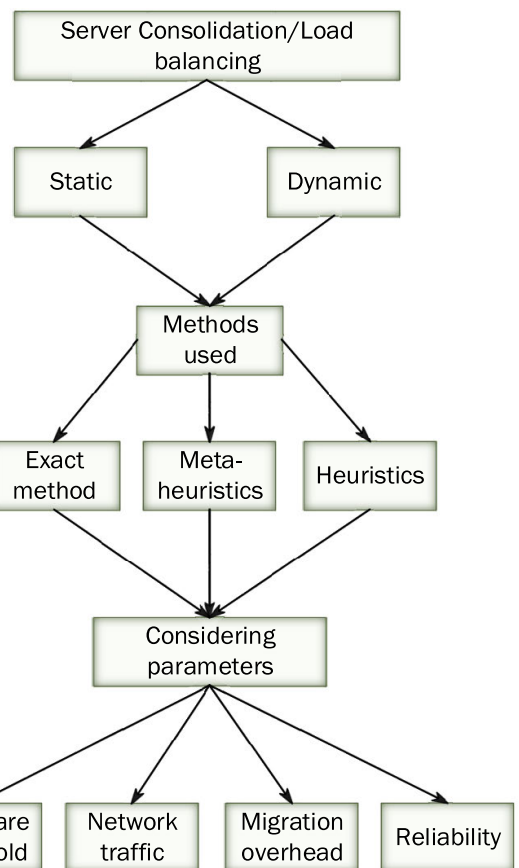 Server Consolidation/Load
balancing
Static
Dynamic
Methods
used
Exact
method
Meta-
heuristics
Heuristics
Considering
parameters
Network
traffic
Migration
overhead
Reliability